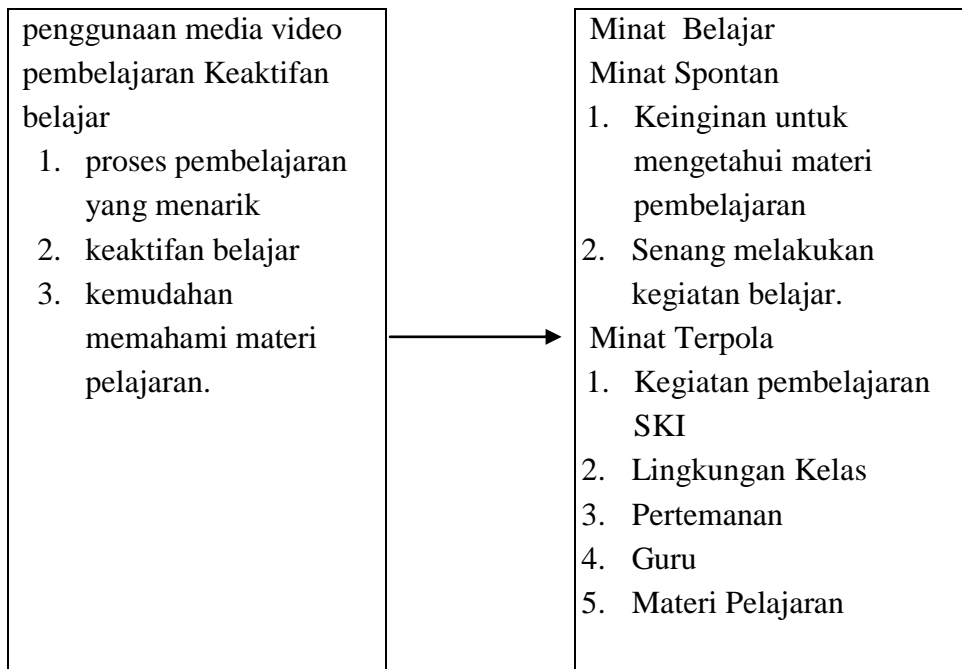 penggunaan media video
pembelajaran Keaktifan
belajar
1. proses pembelajaran
yang menarik
2. keaktifan belajar
3. kemudahan
memahami materi
pelajaran.
Minat Belajar
Minat Spontan
1. Keinginan untuk
mengetahui materi
pembelajaran
2. Senang melakukan
kegiatan belajar.
Minat Terpola
1. Kegiatan pembelajaran
SKI
2. Lingkungan Kelas
3. Pertemanan
4. Guru
5. Materi Pelajaran